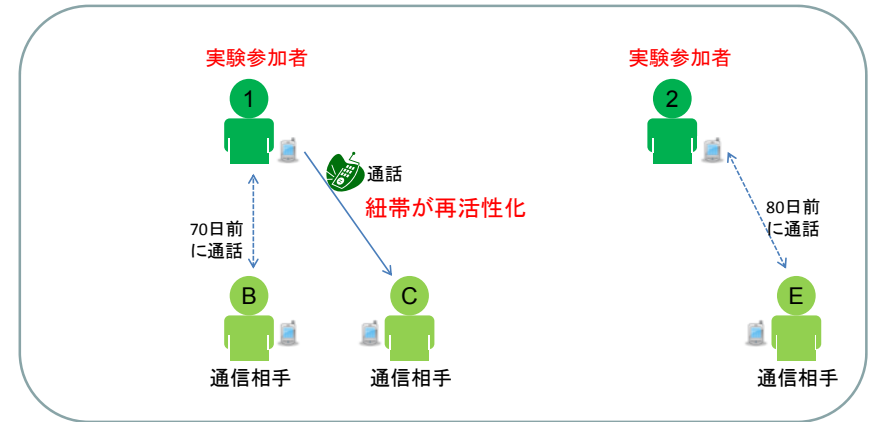 実験参加者
実験参加者
1
2
通話
紐帯が再活性化
70日前
に通話
80日前
に通話
B
C
E
通信相手
通信相手
通信相手